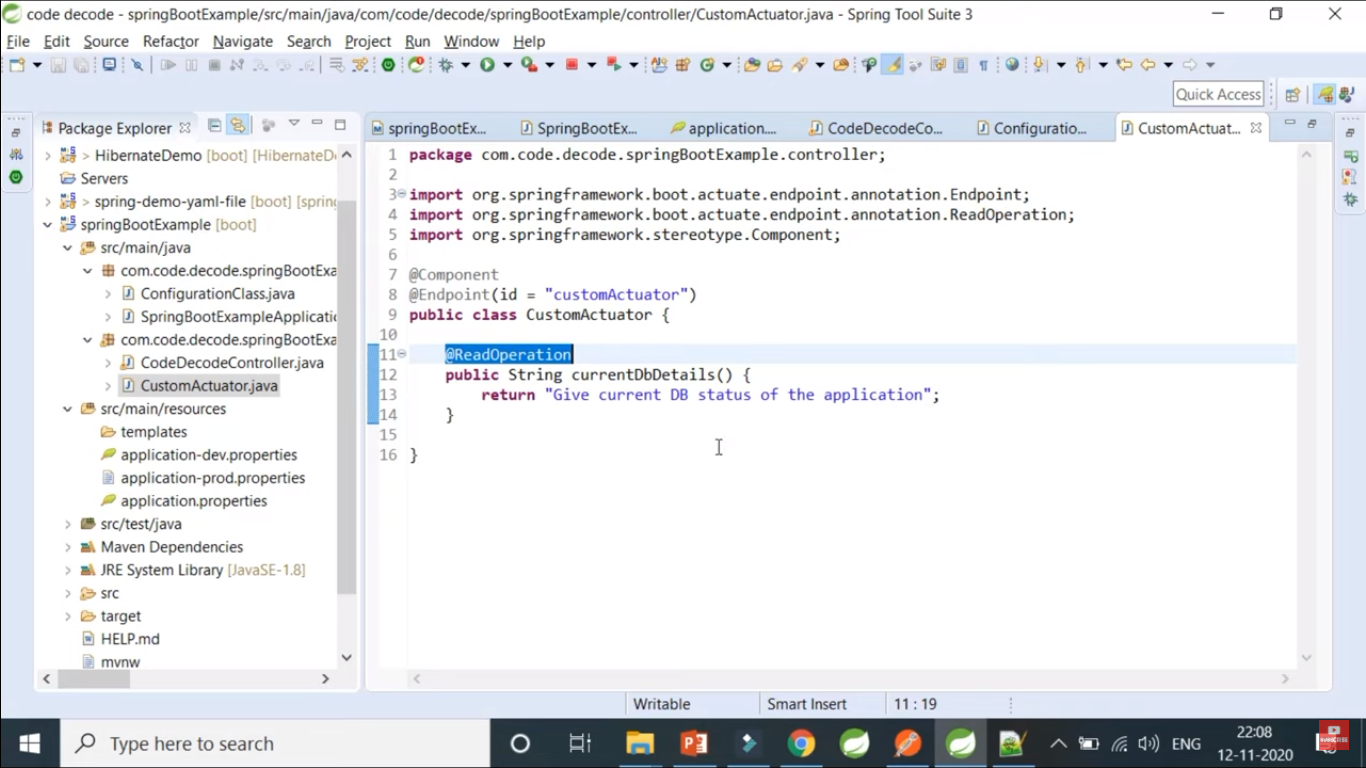 code decode - springBootExample/src/main/java/com/code/decode/springBootExample/controller/CustomActuator.java - Spring Tool Suite 3
File Edit Source Refactor Navigate Search Project Run Window Help
Quick Access
Package Explorer
> HibernateDemo [boot] [HibernateD
Servers
> spring-demo-yaml-file [boot] [spring
springBootExample [boot]
src/main/java
com.code.decode.springBootExa
ConfigurationClass.java
SpringBootExampleApplicatio
com.code.decode.springBootExa
CodeDecodeController.java
CustomActuator.java
src/main/resources
templates
application-dev.properties
application-prod.properties
application.properties
src/test/java
Maven Dependencies
JRE System Library [JavaSE-1.8]
src
target
HELP.md
mvnw
springBootEx... SpringBootEx... application.... CodeDecodeCo... Configuratio... CustomActuat...
1 package com.code.decode.springBootExample.controller;
2
3 import org.springframework.boot.actuate.endpoint.annotation.Endpoint;
4 import org.springframework.boot.actuate.endpoint.annotation.ReadOperation;
5 import org.springframework.stereotype.Component;
6
7 @Component
8 @Endpoint(id = "customActuator")
9 public class CustomActuator {
10
11 @ReadOperation
12 public String currentDbDetails() {
13 return "Give current DB status of the application";
14 }
15
16 }
Writable Smart Insert 11 : 19
Type here to search
ENG
22:08
12-11-2020